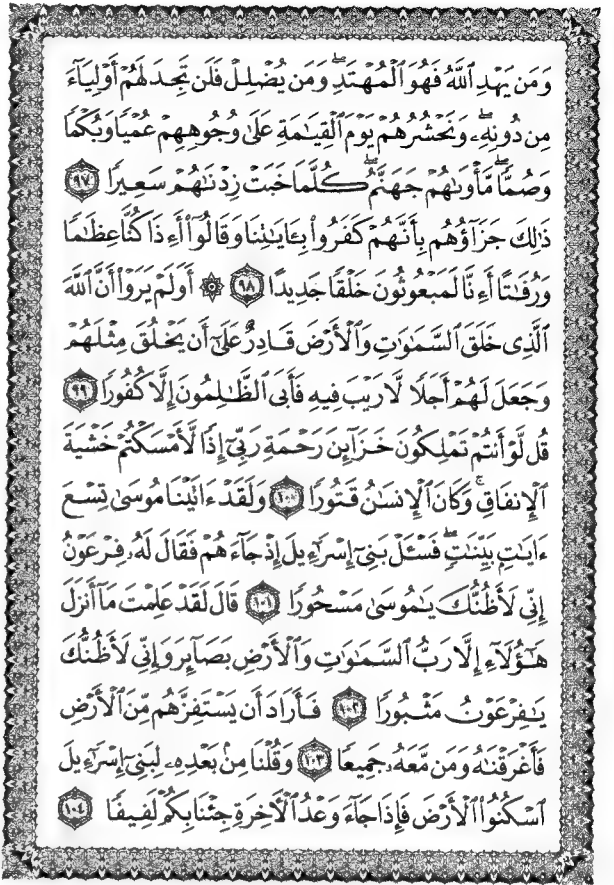 وَمَن يَهْدِ ٱللَّهُ فَهُوَ ٱلْمُهْتَدِ ۖ وَمَن يُضْلِلْ فَلَن تَجِدَ لَهُمْ أَوْلِيَآءَ
مِن دُونِهِۦ ۖ وَنَحْشُرُهُمْ يَوْمَ ٱلْقِيَـٰمَةِ عَلَىٰ وُجُوهِهِمْ عُمْيًا وَبُكْمًا
وَصُمًّا ۖ مَّأْوَىٰهُمْ جَهَنَّمُ ۖ كُلَّمَا خَبَتْ زِدْنَـٰهُمْ سَعِيرًا ٩٧
ذَٰلِكَ جَزَآؤُهُم بِأَنَّهُمْ كَفَرُوا۟ بِـَٔايَـٰتِنَا وَقَالُوٓا۟ أَءِذَا كُنَّا عِظَـٰمًا
وَرُفَـٰتًا أَءِنَّا لَمَبْعُوثُونَ خَلْقًا جَدِيدًا ٩٨ ۞ أَوَلَمْ يَرَوْا۟ أَنَّ ٱللَّهَ
ٱلَّذِى خَلَقَ ٱلسَّمَـٰوَٰتِ وَٱلْأَرْضَ قَادِرٌ عَلَىٰٓ أَن يَخْلُقَ مِثْلَهُمْ
وَجَعَلَ لَهُمْ أَجَلًا لَّا رَيْبَ فِيهِ فَأَبَى ٱلظَّـٰلِمُونَ إِلَّا كُفُورًا ٩٩
قُل لَّوْ أَنتُمْ تَمْلِكُونَ خَزَآئِنَ رَحْمَةِ رَبِّىٓ إِذًا لَّأَمْسَكْتُمْ خَشْيَةَ
ٱلْإِنفَاقِ ۚ وَكَانَ ٱلْإِنسَـٰنُ قَتُورًا ١٠٠ وَلَقَدْ ءَاتَيْنَا مُوسَىٰ تِسْعَ
ءَايَـٰتٍۭ بَيِّنَـٰتٍ ۖ فَسْـَٔلْ بَنِىٓ إِسْرَٰٓءِيلَ إِذْ جَآءَهُمْ فَقَالَ لَهُۥ فِرْعَوْنُ
إِنِّى لَأَظُنُّكَ يَـٰمُوسَىٰ مَسْحُورًا ١٠١ قَالَ لَقَدْ عَلِمْتَ مَآ أَنزَلَ
هَـٰٓؤُلَآءِ إِلَّا رَبُّ ٱلسَّمَـٰوَٰتِ وَٱلْأَرْضِ بَصَآئِرَ وَإِنِّى لَأَظُنُّكَ
يَـٰفِرْعَوْنُ مَثْبُورًا ١٠٢ فَأَرَادَ أَن يَسْتَفِزَّهُم مِّنَ ٱلْأَرْضِ
فَأَغْرَقْنَـٰهُ وَمَن مَّعَهُۥ جَمِيعًا ١٠٣ وَقُلْنَا مِنۢ بَعْدِهِۦ لِبَنِىٓ إِسْرَٰٓءِيلَ
ٱسْكُنُوا۟ ٱلْأَرْضَ فَإِذَا جَآءَ وَعْدُ ٱلْـَٔاخِرَةِ جِئْنَا بِكُمْ لَفِيفًا ١٠٤